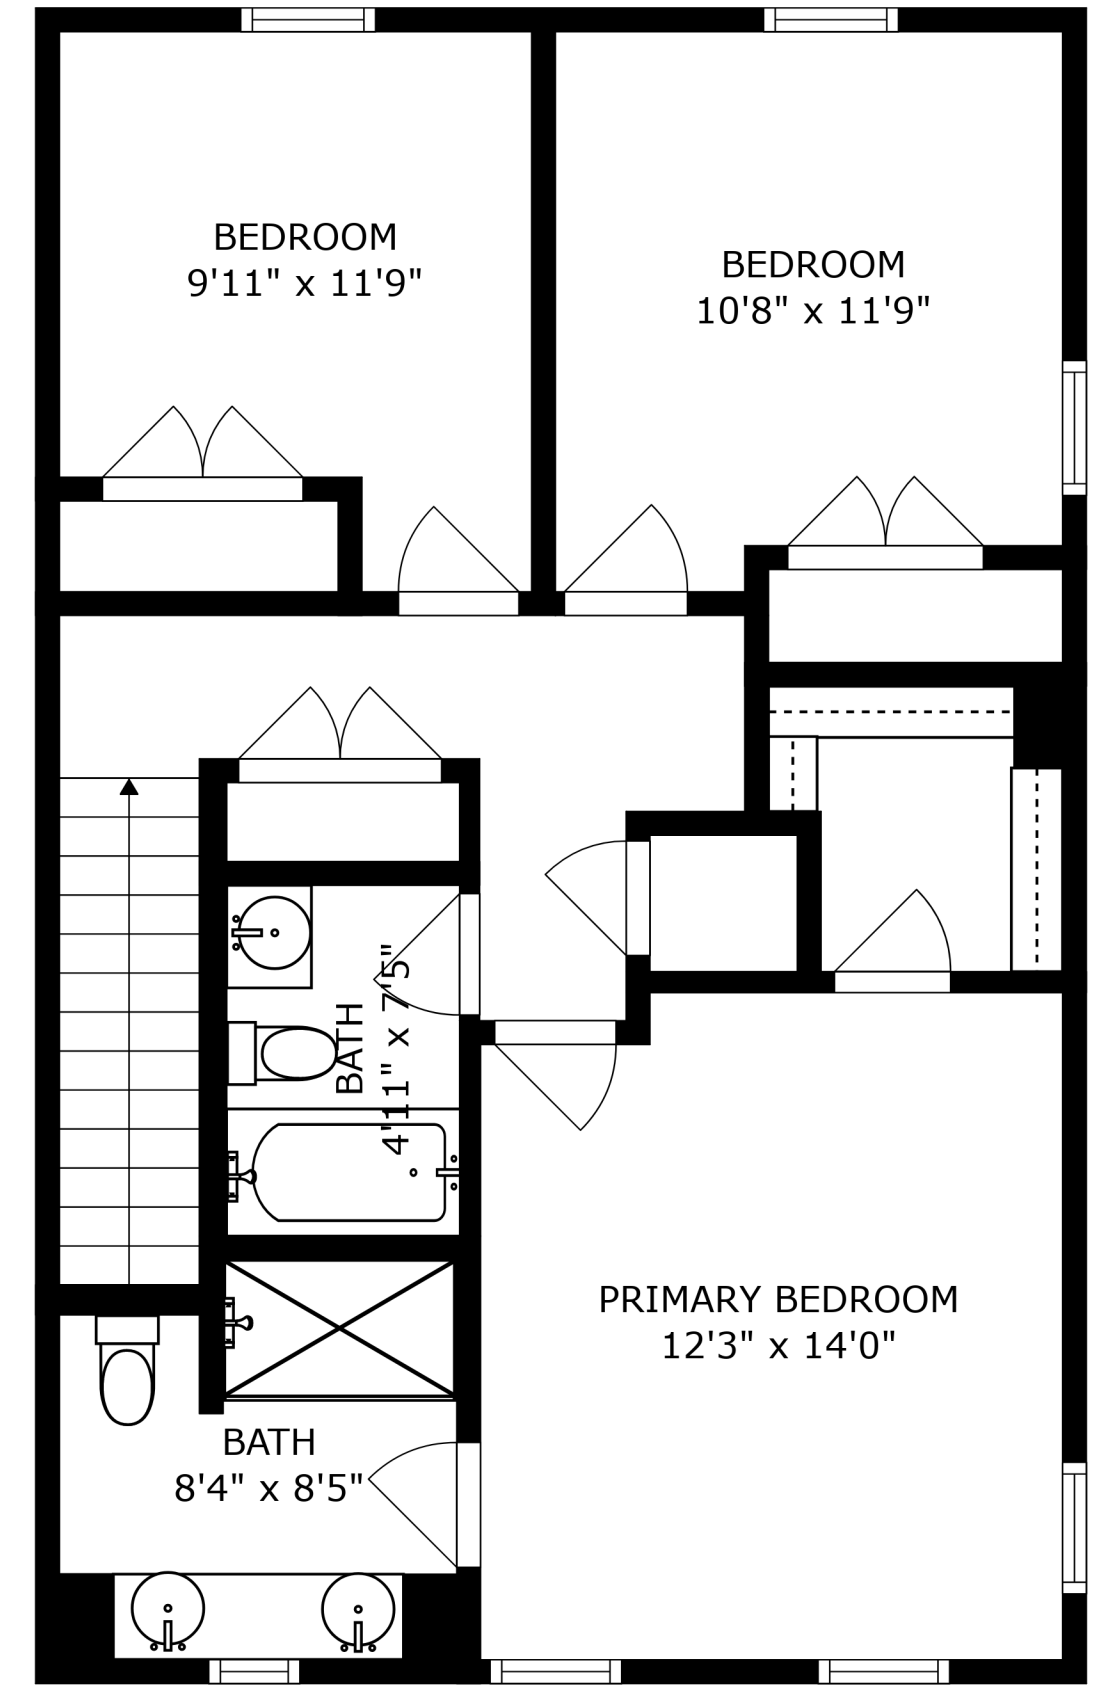 BEDROOM
9'11" x 11'9"
BEDROOM
10'8" x 11'9"
BATH
4'11" x 7'5"
PRIMARY BEDROOM
12'3" x 14'0"
BATH
8'4" x 8'5"